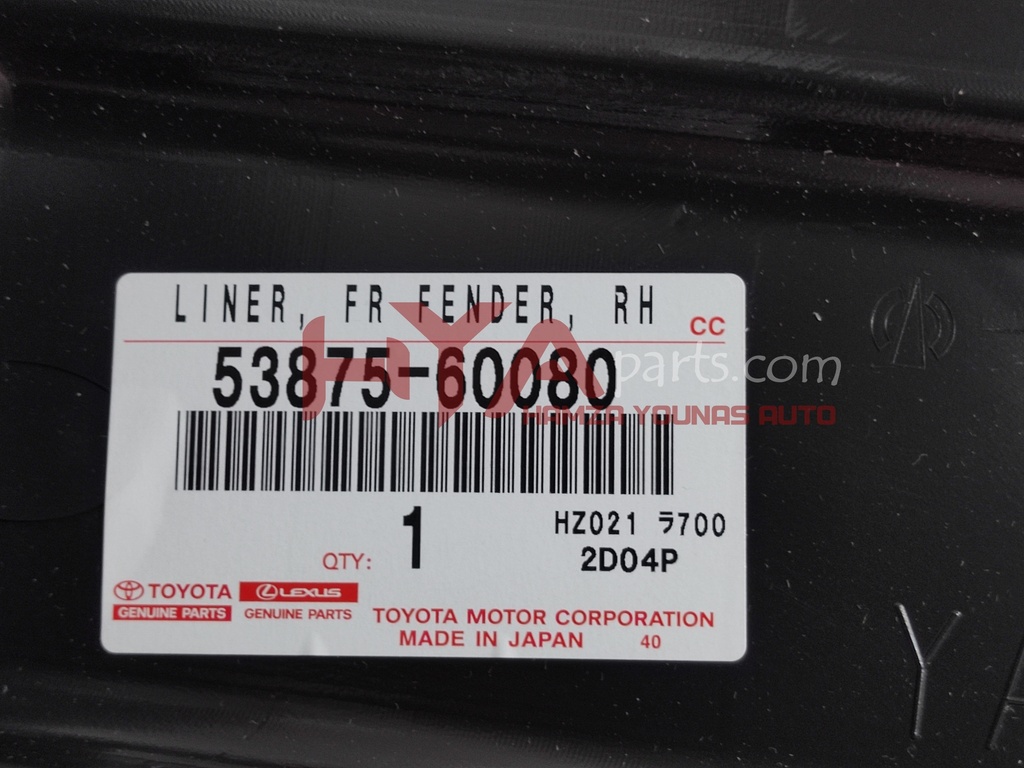 LINER, FR FENDER, RH
CC
53875-60080
HYA parts.com
HAMZA YOUNAS AUTO
1
HZ021 ラ700
QTY:
2D04P
TOYOTA
LEXUS
GENUINE PARTS
GENUINE PARTS
TOYOTA MOTOR CORPORATION
MADE IN JAPAN
40
Y